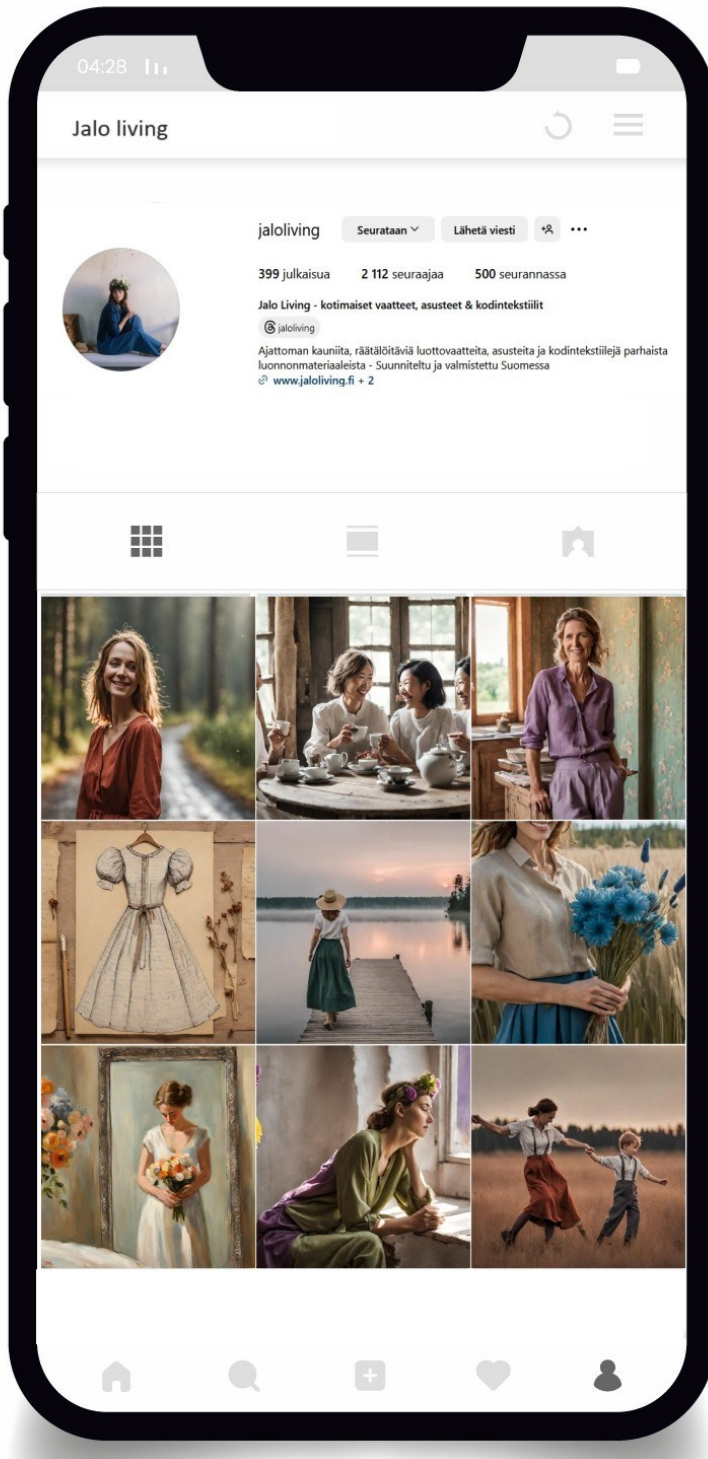 04:28
Jalo living
jaloliving Seurataan Lähetä viesti
399 julkaisua 2 112 seuraajaa 500 seurannassa
Jalo Living - kotimaiset vaatteet, asusteet & kodintekstiilit
jaloliving
Ajattoman kauniita, räätälöitäviä luottovaatteita, asusteita ja kodintekstiilejä parhaista
luonnonmateriaaleista - Suunniteltu ja valmistettu Suomessa
www.jaloliving.fi + 2